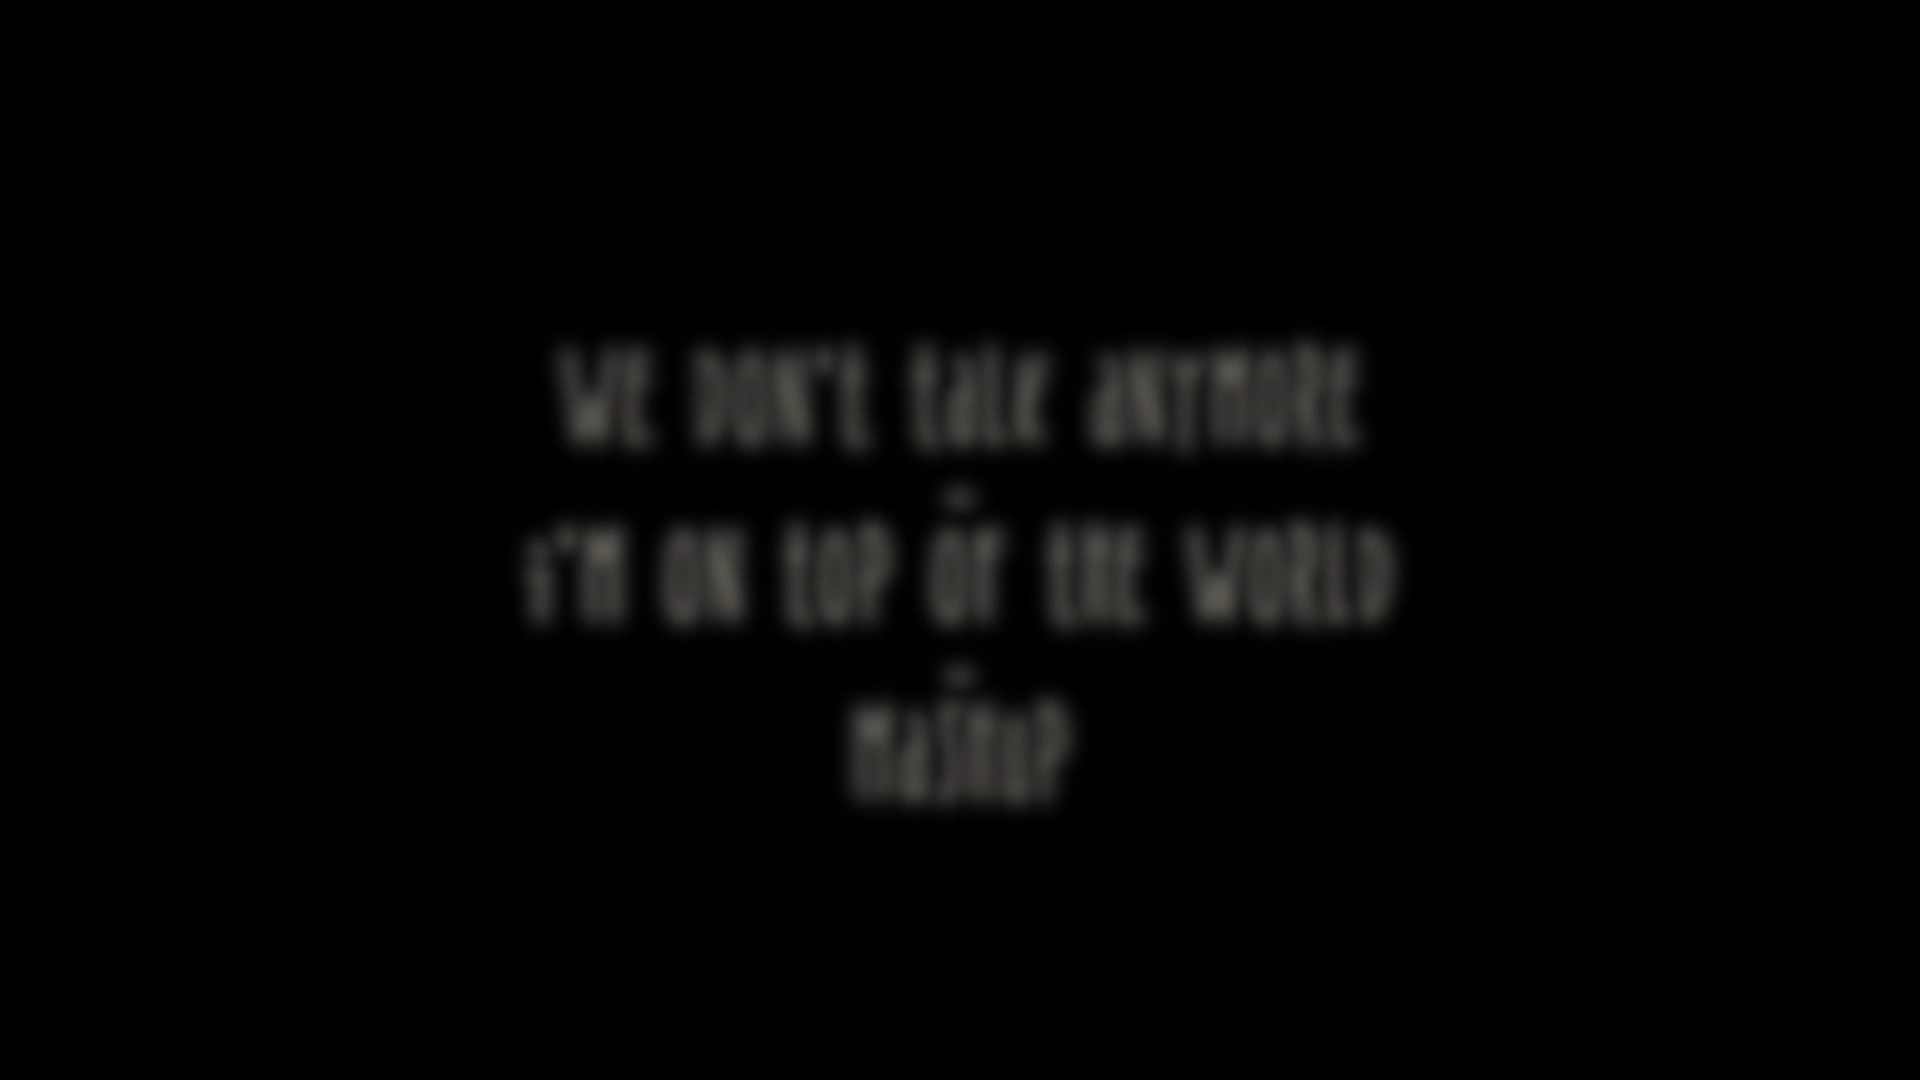 WE DON'T TALK ANYMORE
-
I'M ON TOP OF THE WORLD
-
MASHUP